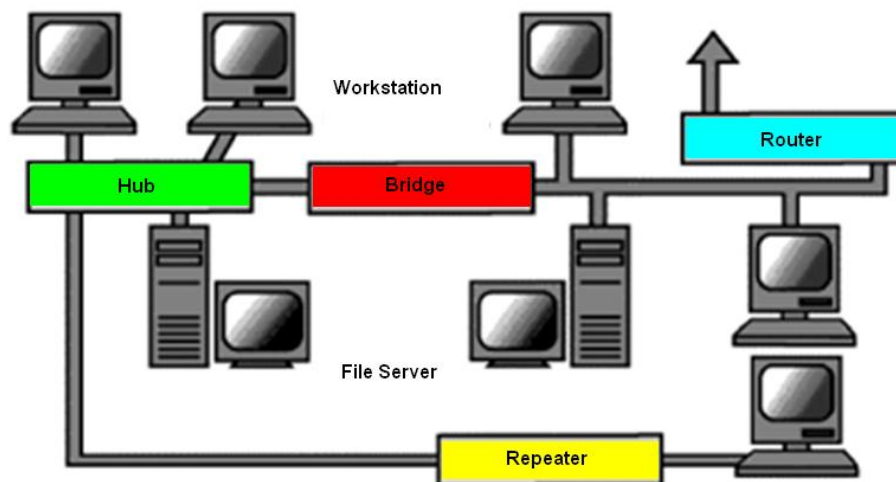 Workstation
Router
Hub
Bridge
File Server
Repeater